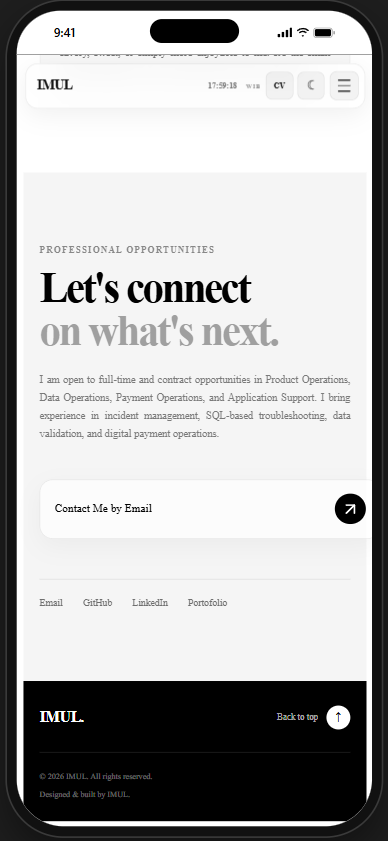 9:41
IMUL
17:59:18 WIB
CV
PROFESSIONAL OPPORTUNITIES
Let's connect
on what's next.
I am open to full-time and contract opportunities in Product Operations,
Data Operations, Payment Operations, and Application Support. I bring
experience in incident management, SQL-based troubleshooting, data
validation, and digital payment operations.
Contact Me by Email
Email GitHub LinkedIn Portofolio
IMUL.
Back to top
© 2026 IMUL. All rights reserved.
Designed & built by IMUL.